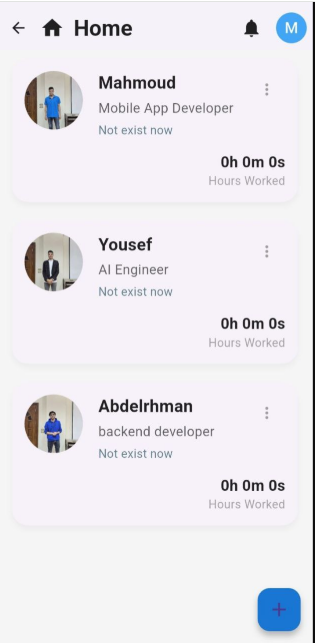 Home
M
Mahmoud
Mobile App Developer
Not exist now
0h 0m 0s
Hours Worked
Yousef
AI Engineer
Not exist now
0h 0m 0s
Hours Worked
Abdelrhman
backend developer
Not exist now
0h 0m 0s
Hours Worked